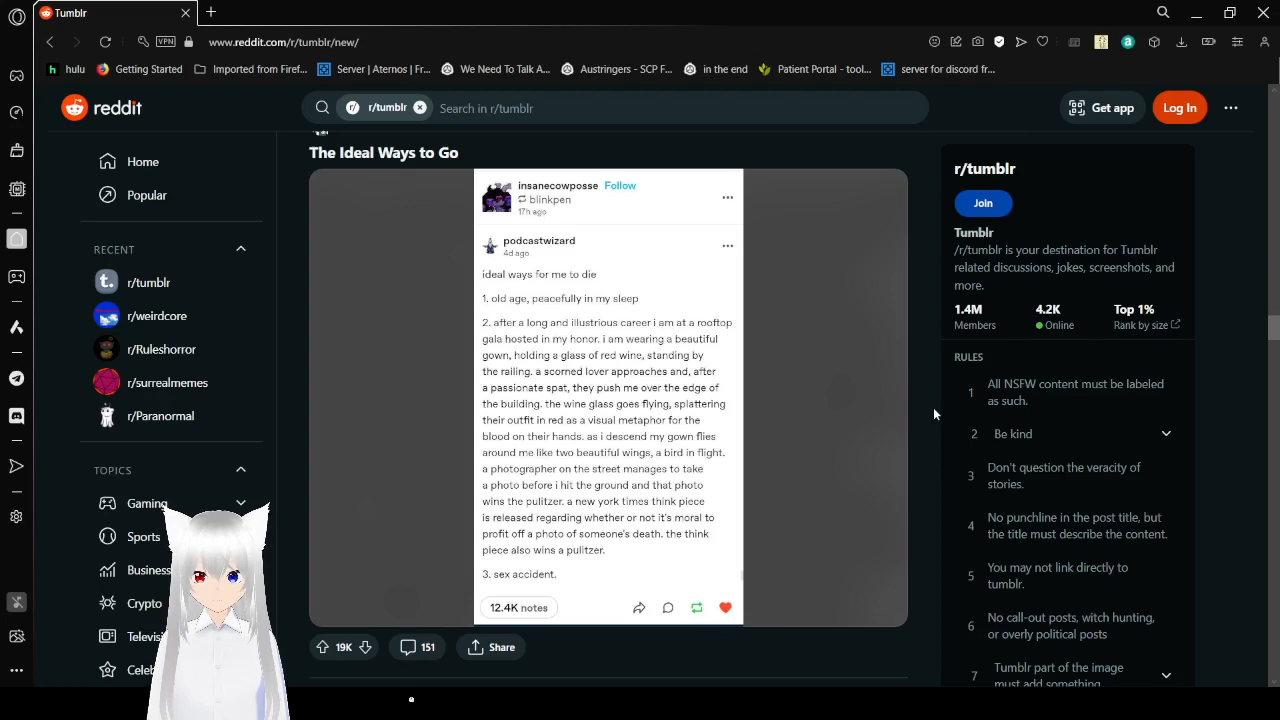 Tumblr
VPN
www.reddit.com/r/tumblr/new/
hulu
Getting Started
Imported from Firef...
Server | Aternos | Fr...
We Need To Talk A...
Austringers - SCP F...
in the end
Patient Portal - tool...
server for discord fr...
reddit
r/tumblr
Search in r/tumblr
Get app
Log In
Home
Popular
RECENT
r/tumblr
r/weirdcore
r/Ruleshorror
r/surrealmemes
r/Paranormal
TOPICS
Gaming
Sports
Business
Crypto
Televisi
Celeb
The Ideal Ways to Go
insanecowposse Follow
blinkpen
17h ago
podcastwizard
4d ago
ideal ways for me to die
1. old age, peacefully in my sleep
2. after a long and illustrious career i am at a rooftop
gala hosted in my honor. i am wearing a beautiful
gown, holding a glass of red wine, standing by
the railing. a scorned lover approaches and, after
a passionate spat, they push me over the edge of
the building. the wine glass goes flying, splattering
their outfit in red as a visual metaphor for the
blood on their hands. as i descend my gown flies
around me like two beautiful wings, a bird in flight.
a photographer on the street manages to take
a photo before i hit the ground and that photo
wins the pulitzer. a new york times think piece
is released regarding whether or not it's moral to
profit off a photo of someone's death. the think
piece also wins a pulitzer.
3. sex accident.
12.4K notes
19K
151
Share
r/tumblr
Join
Tumblr
/r/tumblr is your destination for Tumblr
related discussions, jokes, screenshots, and
more.
1.4M 4.2K Top 1%
Members Online Rank by size
RULES
1 All NSFW content must be labeled
as such.
2 Be kind
3 Don't question the veracity of
stories.
4 No punchline in the post title, but
the title must describe the content.
5 You may not link directly to
tumblr.
6 No call-out posts, witch hunting,
or overly political posts
7 Tumblr part of the image
must add something